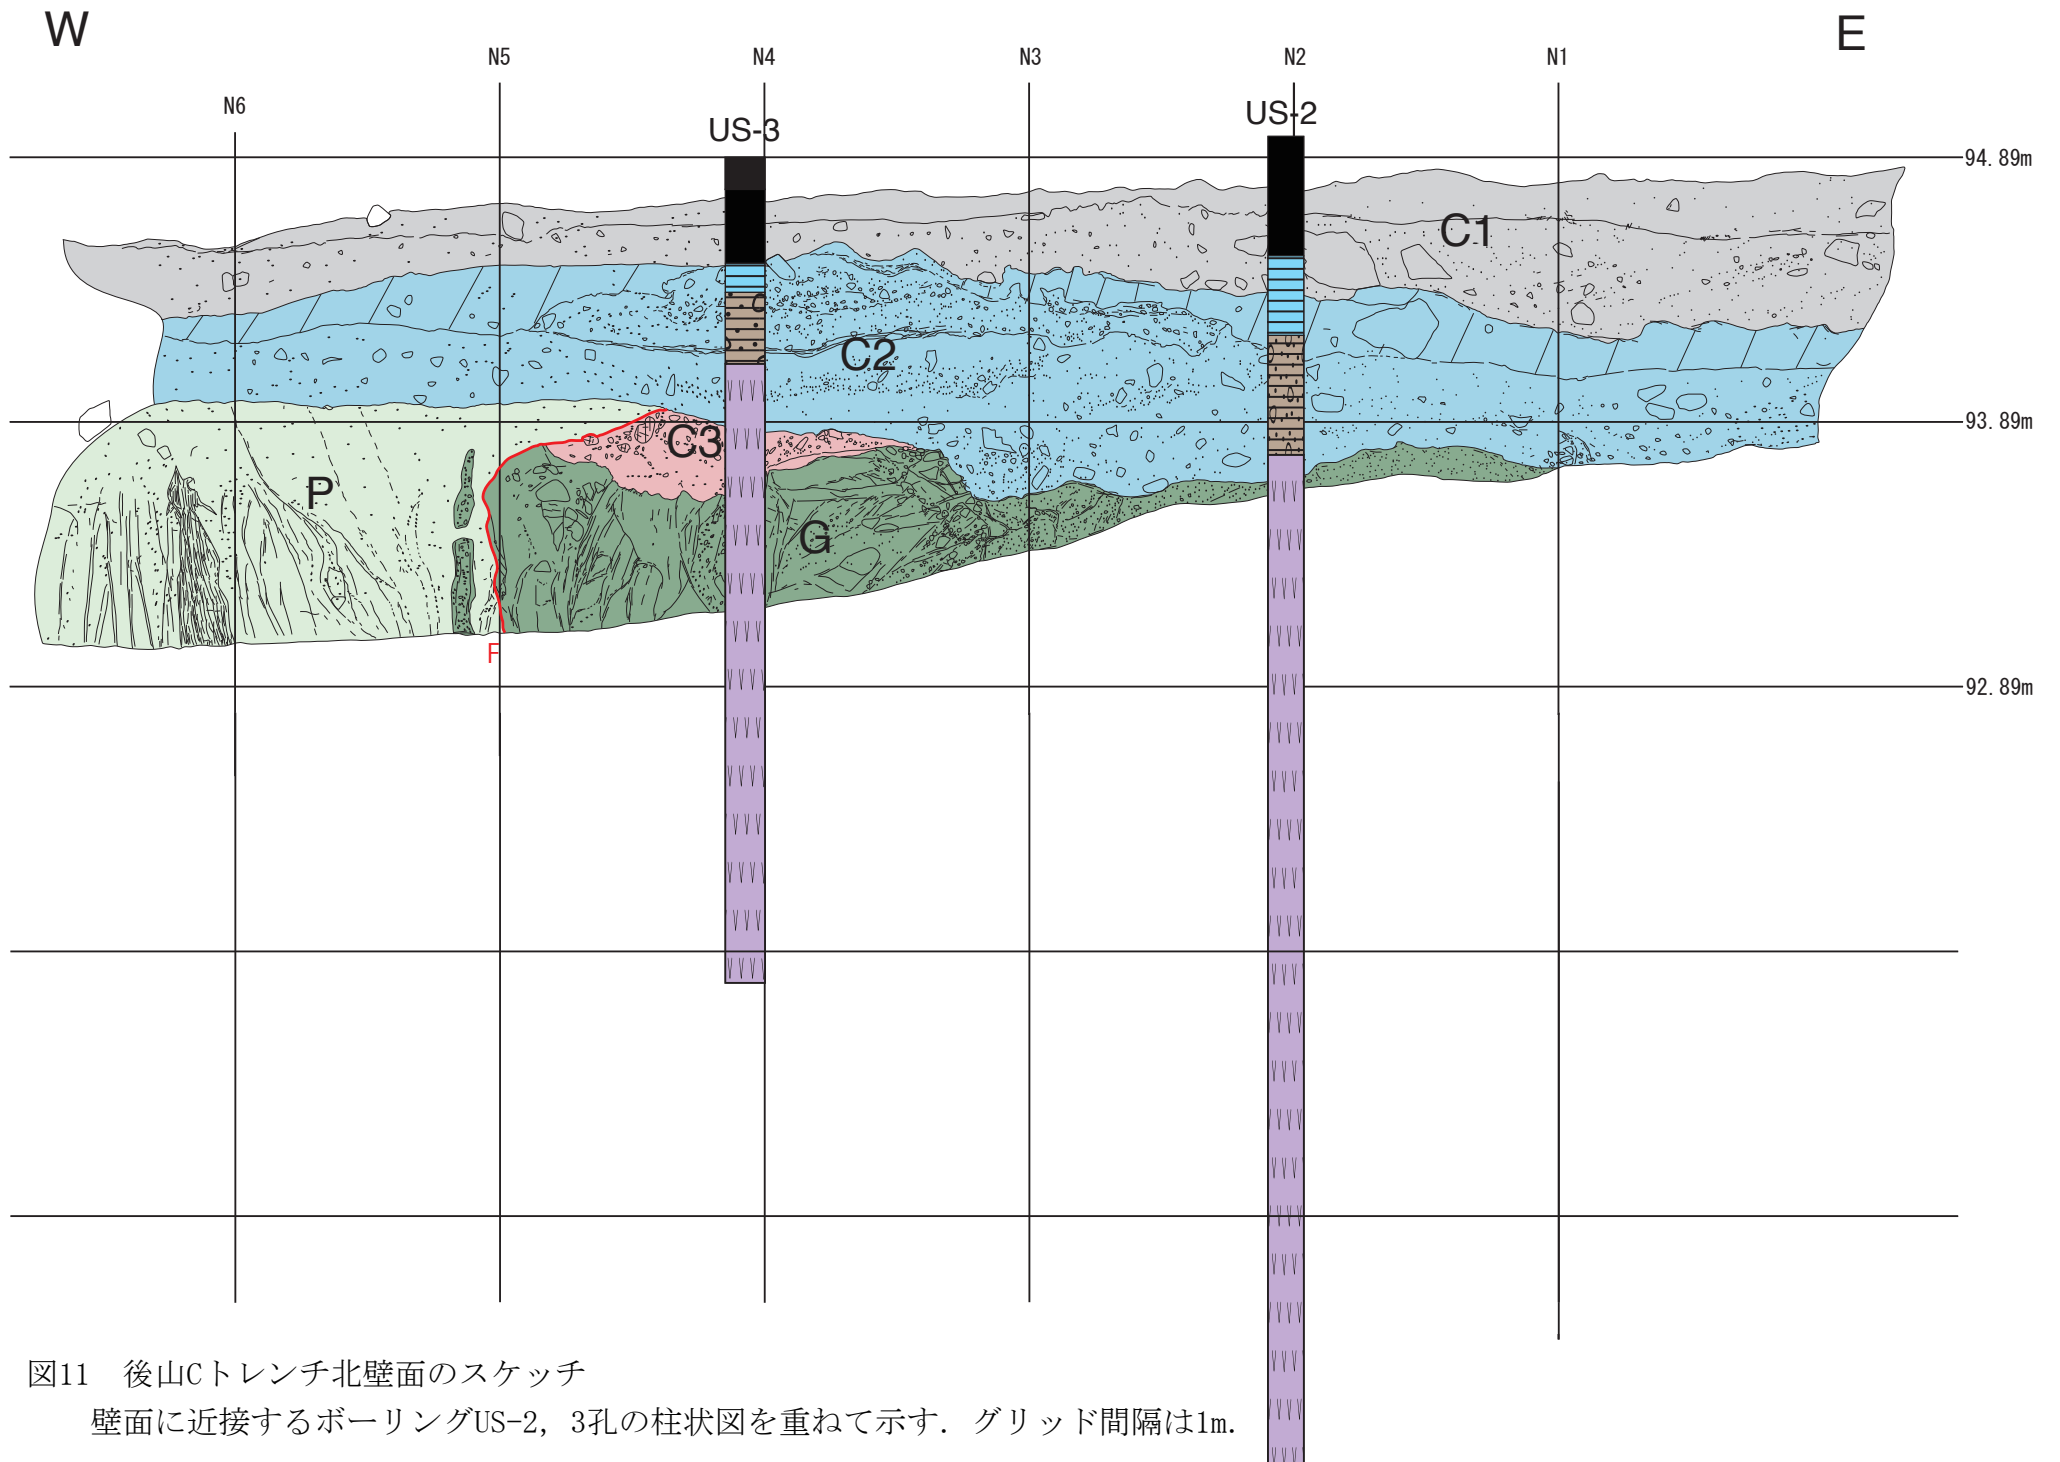 W
E
N5
N4
N3
N2
N1
N6
US-3
US-2
94.89m
C1
C2
93.89m
C3
P
G
F
92.89m
図11　後山Cトレンチ北壁面のスケッチ
壁面に近接するボーリングUS-2, 3孔の柱状図を重ねて示す．グリッド間隔は1m.